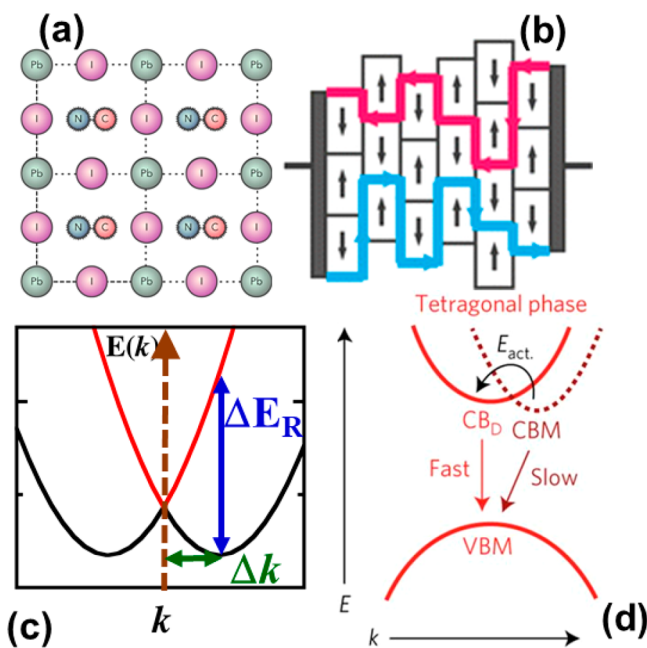 (a)
Pb I Pb I Pb
I N C I N C I
Pb I Pb I Pb
I N C I N C I
Pb I Pb I Pb
(b)
(c)
E(k)
ΔE_R
Δk
k
Tetragonal phase
E_act.
CB_D CBM
Fast Slow
VBM
E
k
(d)